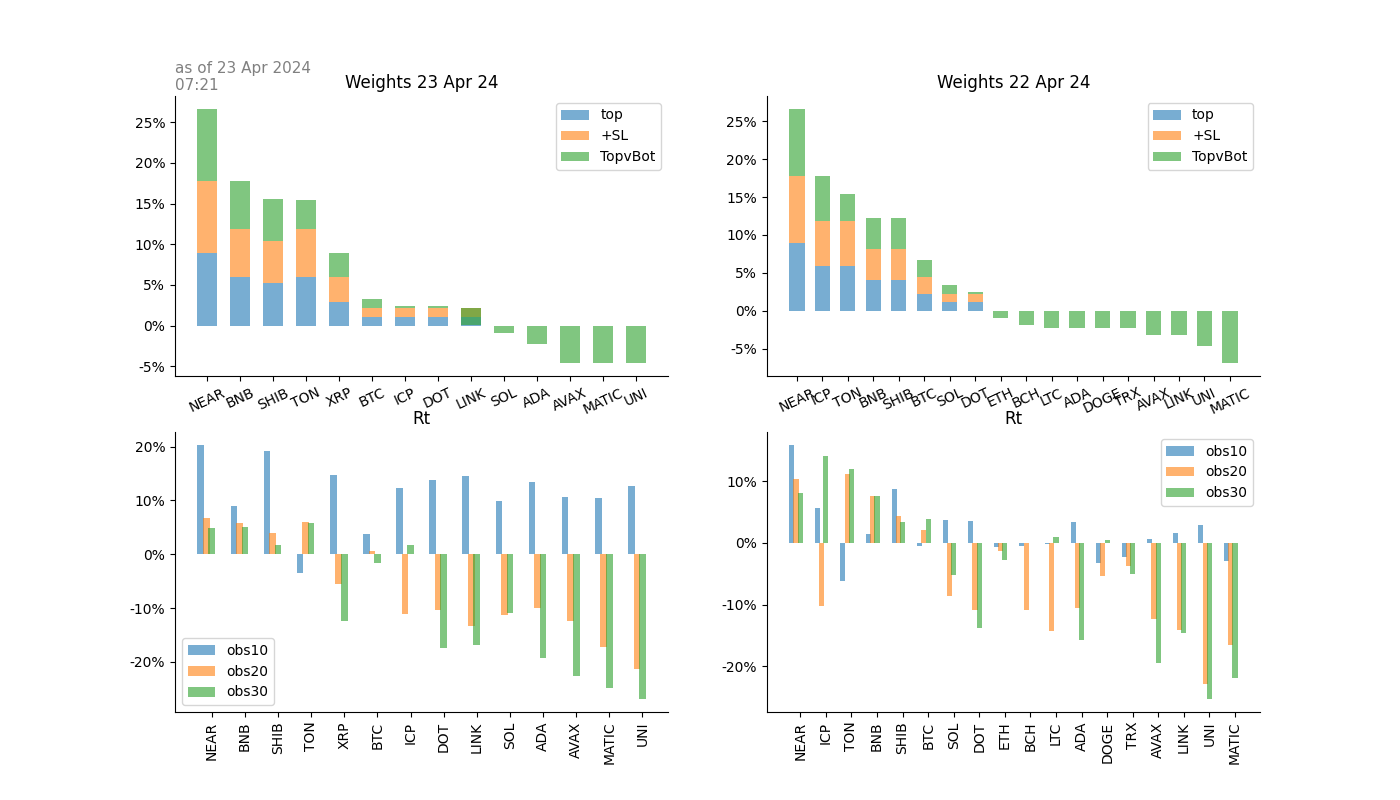 as of 23 Apr 2024
07:21
Weights 23 Apr 24
25%
20%
15%
10%
5%
0%
-5%
top
+SL
TopvBot
NEAR BNB SHIB TON XRP BTC ICP DOT LINK SOL ADA AVAX MATIC UNI
Weights 22 Apr 24
25%
20%
15%
10%
5%
0%
-5%
top
+SL
TopvBot
NEAR ICP TON BNB SHIB BTC SOL DOT ETH BCH LTC ADA DOGE TRX AVAX LINK UNI MATIC
Rt
20%
10%
0%
-10%
-20%
obs10
obs20
obs30
NEAR BNB SHIB TON XRP BTC ICP DOT LINK SOL ADA AVAX MATIC UNI
Rt
10%
0%
-10%
-20%
obs10
obs20
obs30
NEAR ICP TON BNB SHIB BTC SOL DOT ETH BCH LTC ADA DOGE TRX AVAX LINK UNI MATIC